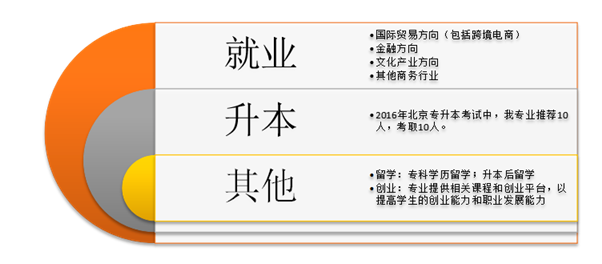 就业
•国际贸易方向（包括跨境电商）
•金融方向
•文化产业方向
•其他商务行业
升本
•2016年北京专升本考试中，我专业推荐10
人，考取10人。
其他
•留学：专科学历留学；升本后留学
•创业：专业提供相关课程和创业平台，以
提高学生的创业能力和职业发展能力